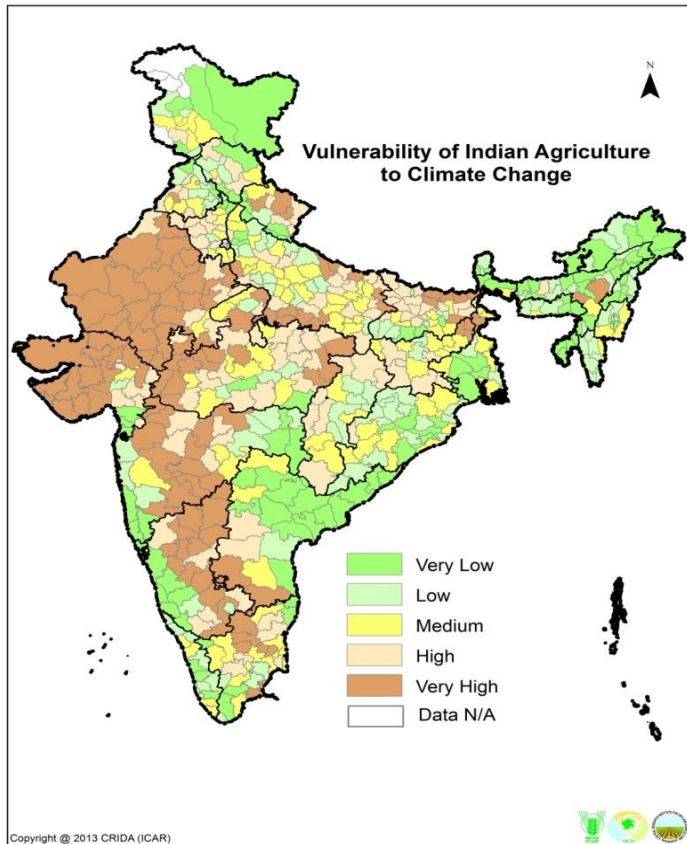 N
Vulnerability of Indian Agriculture
to Climate Change
Very Low
Low
Medium
High
Very High
Data N/A
Copyright @ 2013 CRIDA (ICAR)